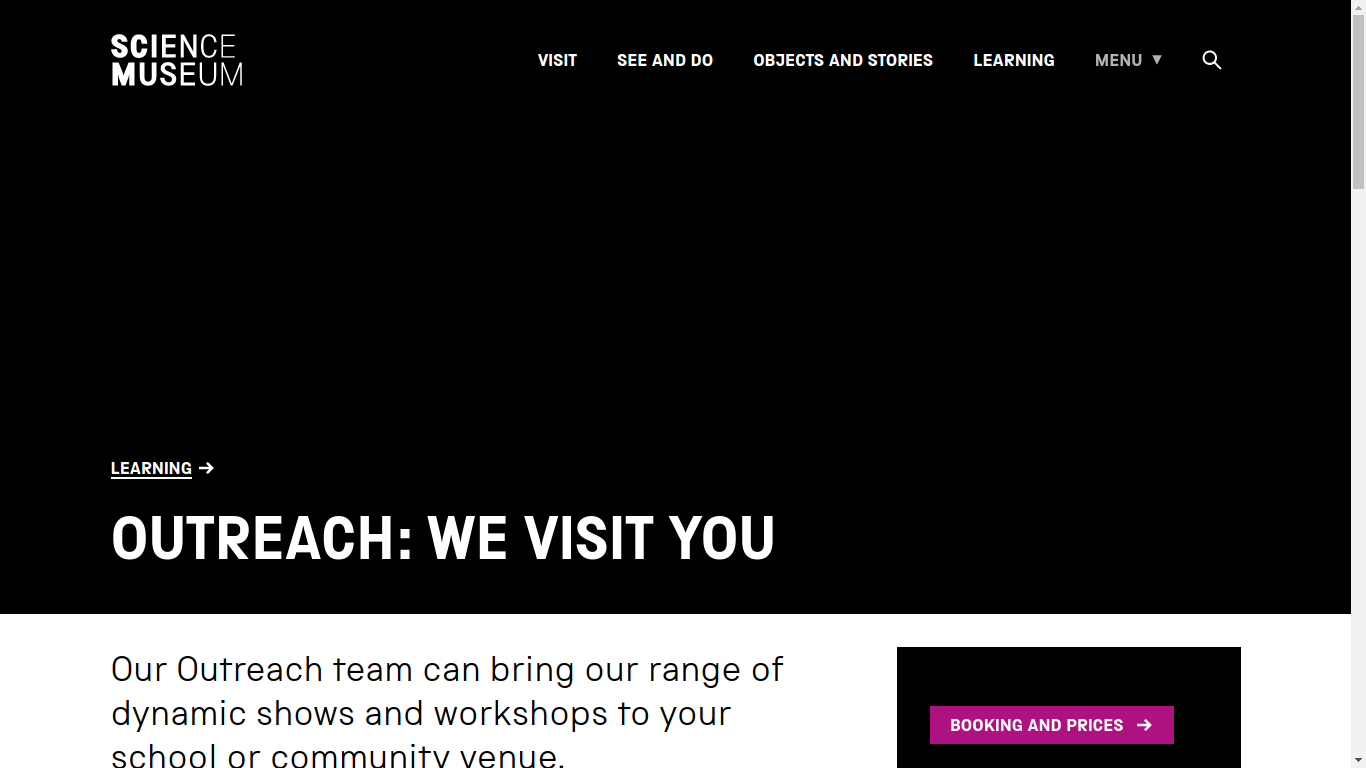 SCIENCE
MUSEUM
VISIT
SEE AND DO
OBJECTS AND STORIES
LEARNING
MENU ▼
LEARNING →
OUTREACH: WE VISIT YOU
Our Outreach team can bring our range of
dynamic shows and workshops to your
school or community venue.
BOOKING AND PRICES →